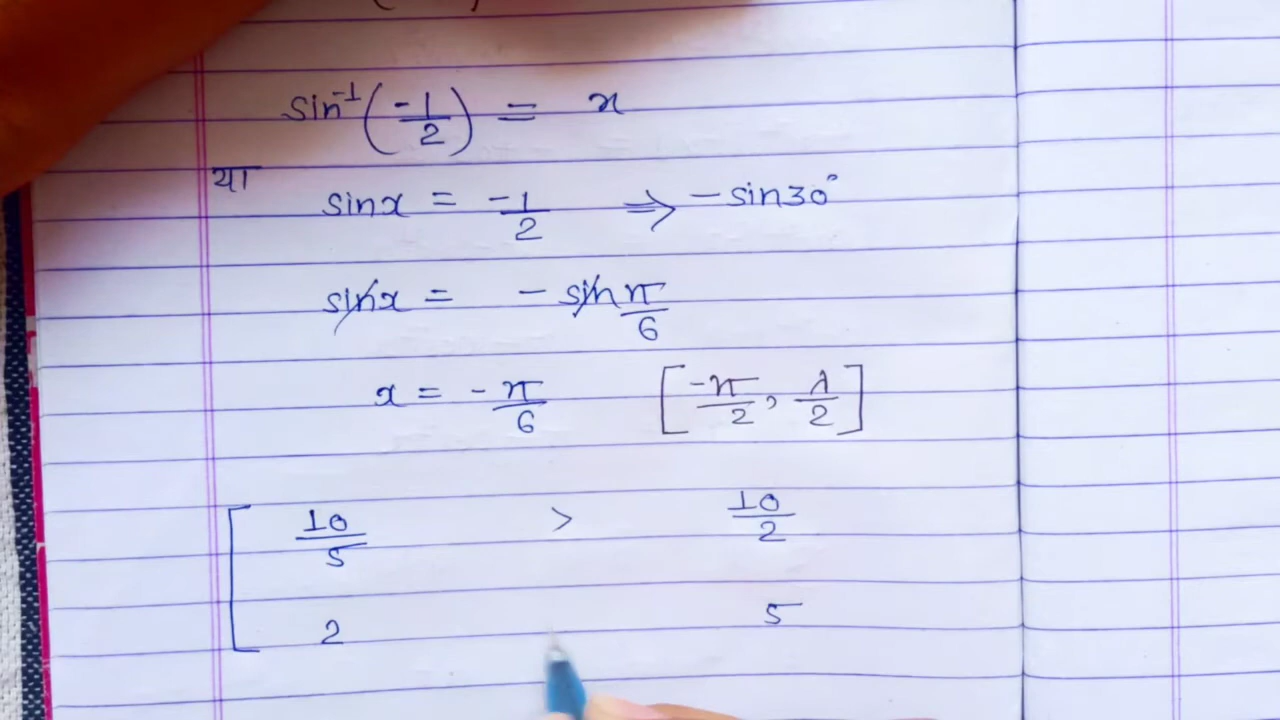 sin⁻¹(-1/2) = x
या
sinx = -1/2 ⇒ -sin30°
sinx = - sin π/6
x = -π/6 [-π/2, π/2]
10/5 > 10/2
2 5